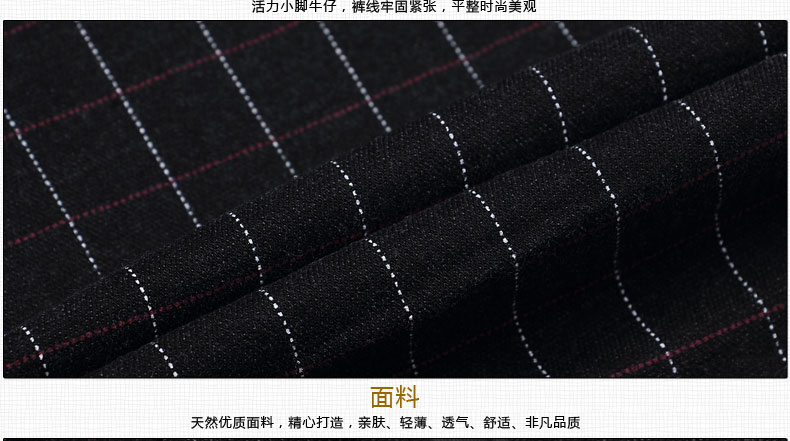 活力小脚牛仔，裤线牢固紧张，平整时尚美观
面料
天然优质面料，精心打造，亲肤、轻薄、透气、舒适、非凡品质